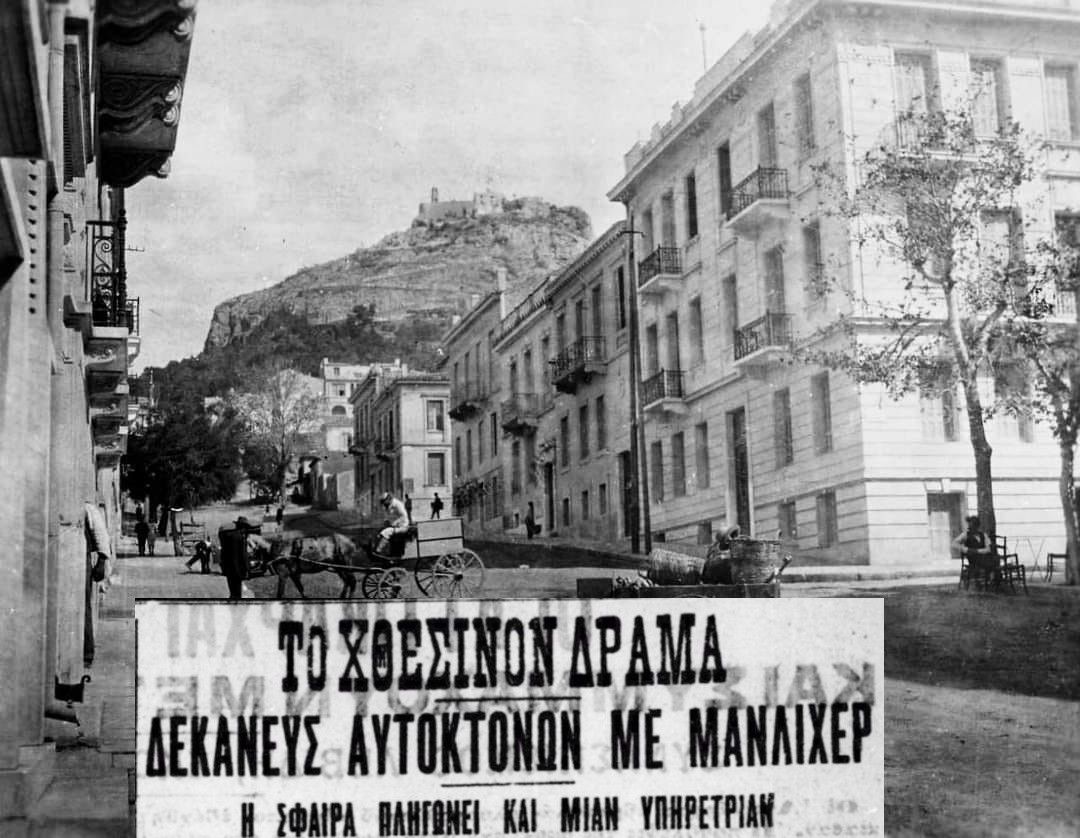 ΤΟ ΧΘΕΣΙΝΟΝ ΔΡΑΜΑ
ΔΕΚΑΝΕΥΣ ΑΥΤΟΚΤΟΝΩΝ ΜΕ ΜΑΝΛΙΧΕΡ
Η ΣΦΑΙΡΑ ΠΛΗΓΩΝΕΙ ΚΑΙ ΜΙΑΝ ΥΠΗΡΕΤΡΙΑΝ